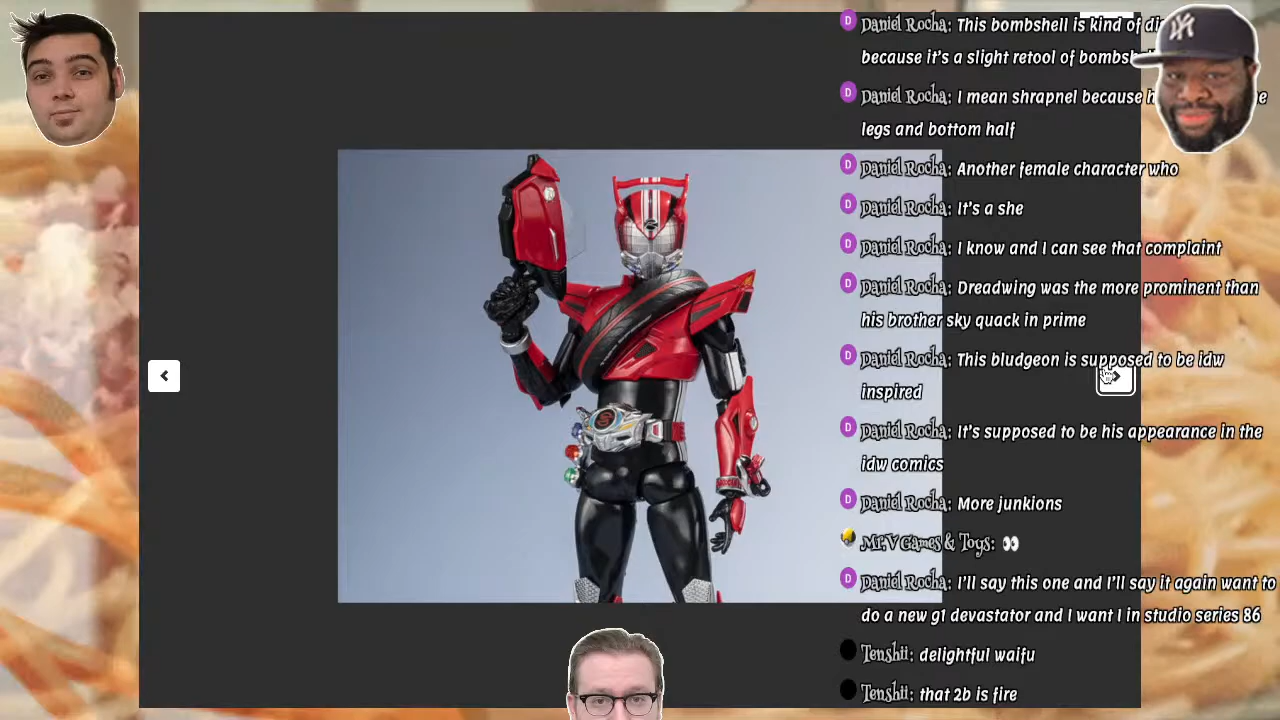 Daniel Rocha: This bombshell is kind of
because it's a slight retool of
Daniel Rocha: I mean shrapnel because
legs and bottom half
Daniel Rocha: Another female character who
Daniel Rocha: It's a she
Daniel Rocha: I know and I can see that complaint
Daniel Rocha: Dreadwing was the more prominent than
his brother sky quack in prime
Daniel Rocha: This bludgeon is supposed to be idw
inspired
Daniel Rocha: It's supposed to be his appearance in the
idw comics
Daniel Rocha: More junkions
Mr.V Games & Toys: 👀
Daniel Rocha: I'll say this one and I'll say it again want to
do a new g1 devastator and I want I in studio series 86
Tenshii: delightful waifu
Tenshii: that 2b is fire